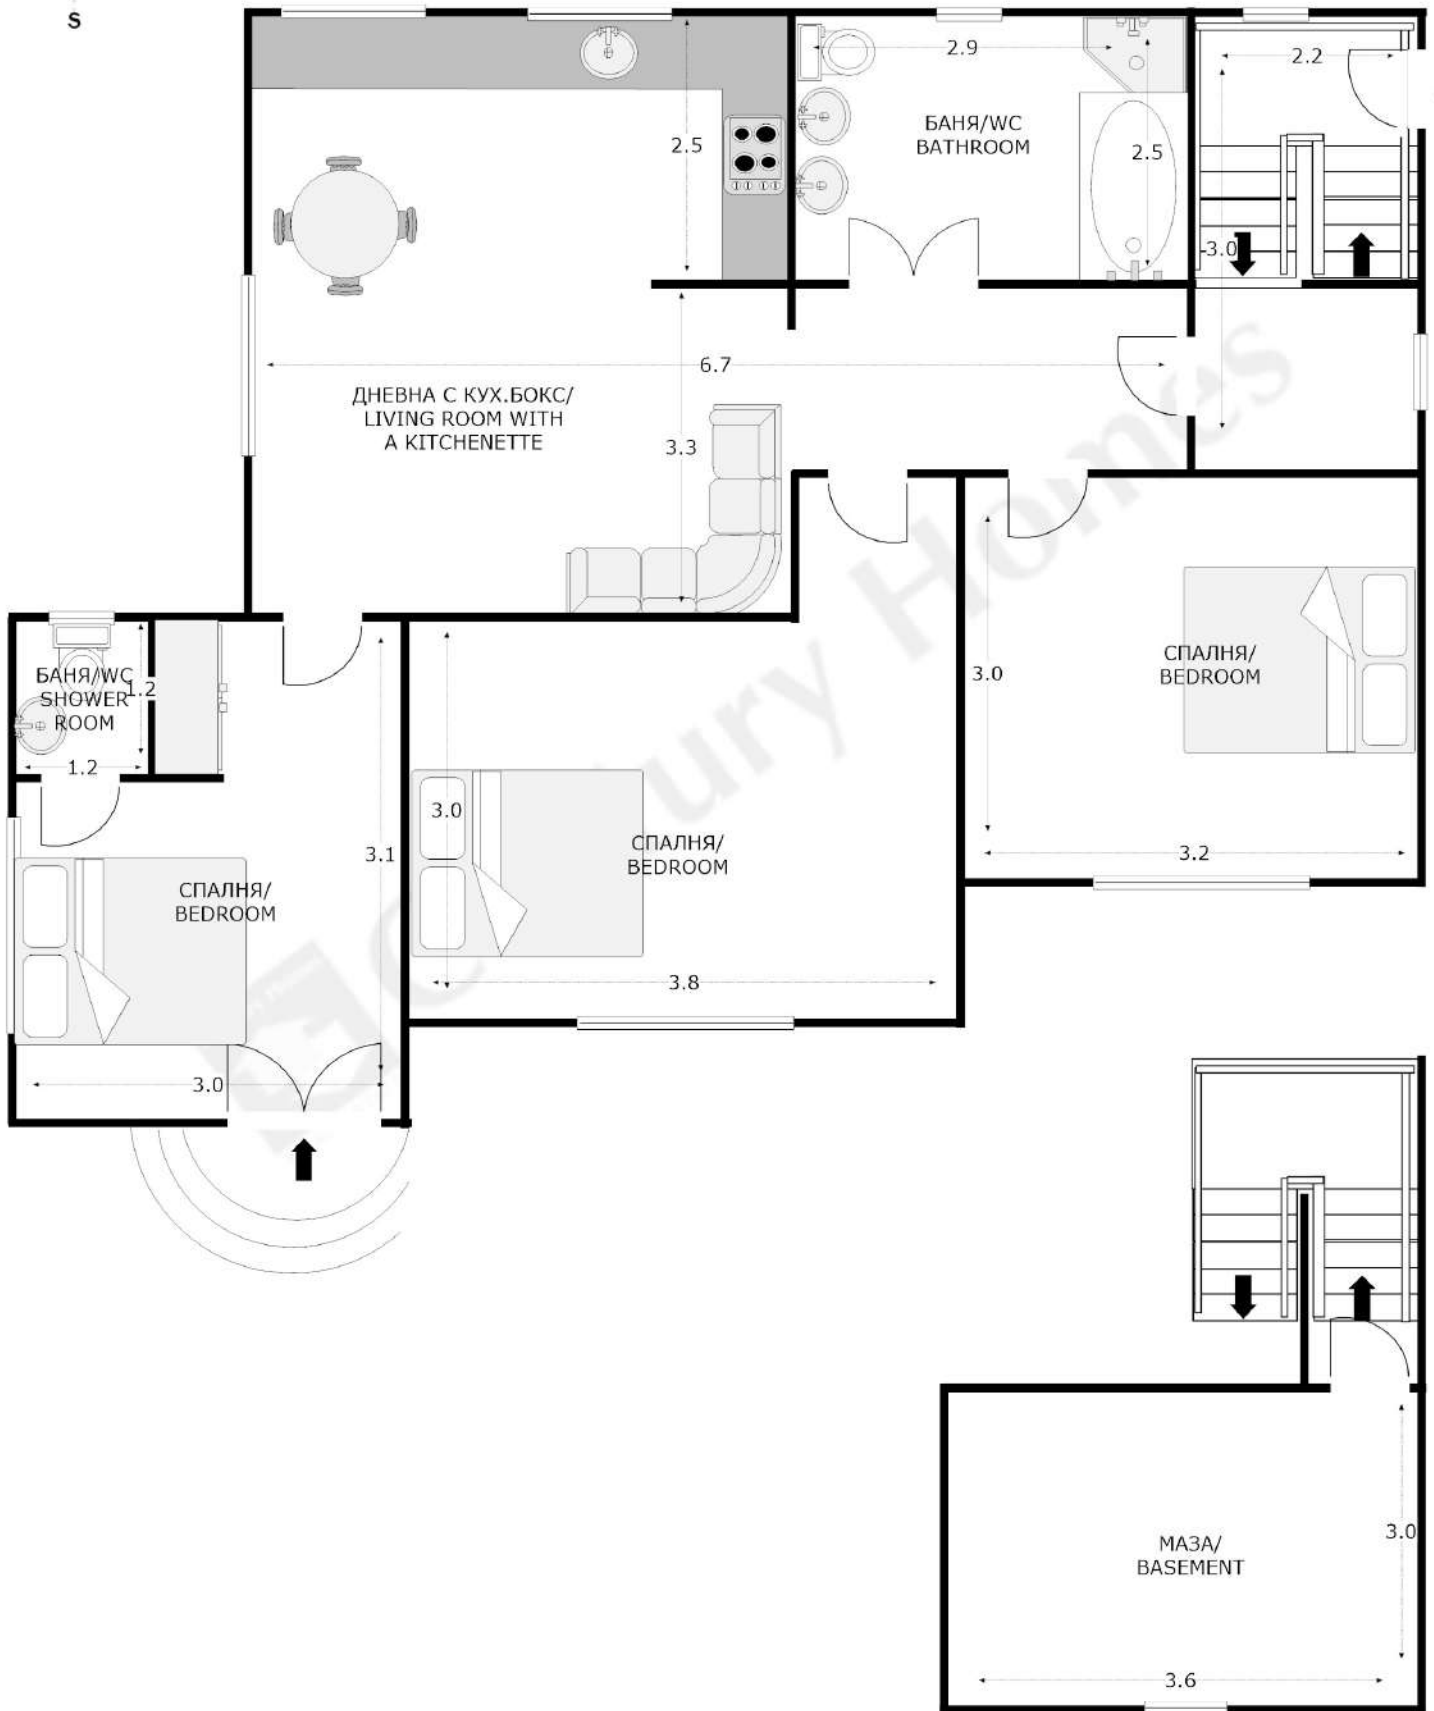 S
2.9
2.2
2.5
БАНЯ/WC
BATHROOM
2.5
3.0
6.7
ДНЕВНА С КУХ.БОКС/
LIVING ROOM WITH
A KITCHENETTE
3.3
БАНЯ/WC
SHOWER
ROOM
1.2
1.2
3.0
СПАЛНЯ/
BEDROOM
3.2
3.0
СПАЛНЯ/
BEDROOM
3.8
3.1
СПАЛНЯ/
BEDROOM
3.0
МАЗА/
BASEMENT
3.0
3.6